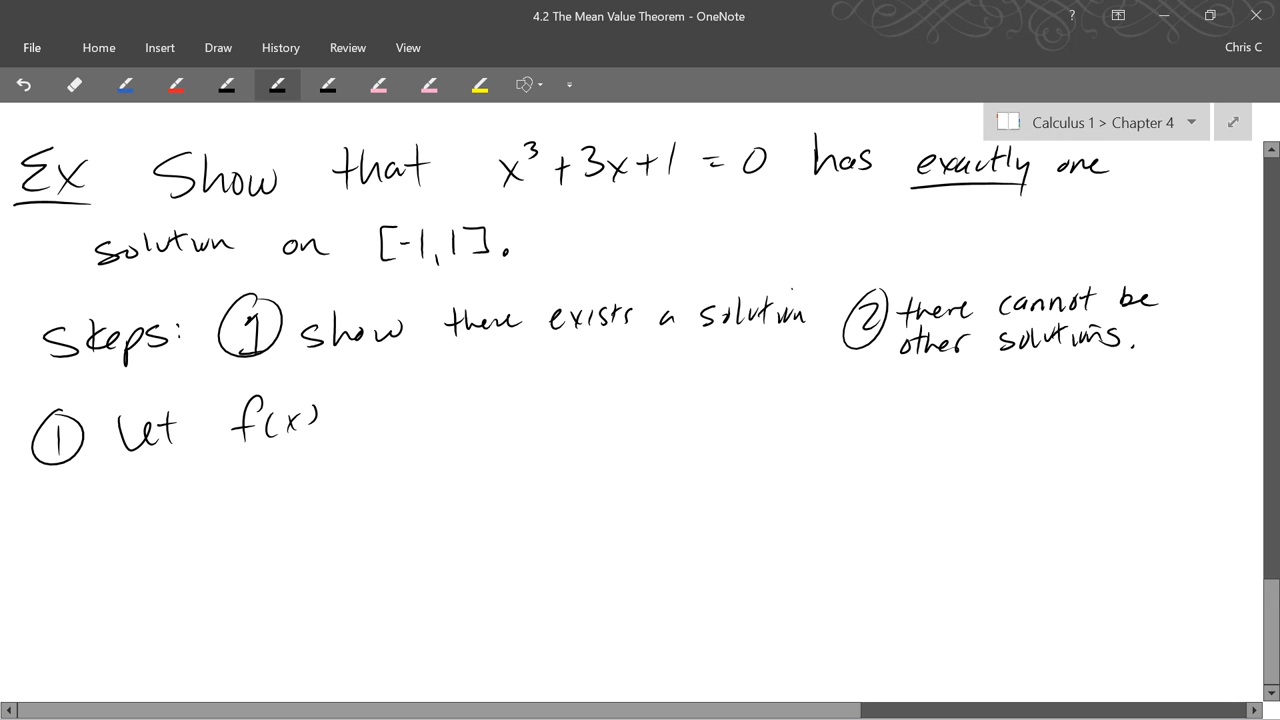 4.2 The Mean Value Theorem - OneNote
?
File Home Insert Draw History Review View
Chris C
Calculus 1 > Chapter 4
Ex Show that x³+3x+1=0 has exactly one
solution on [-1,1].
Steps: ① show there exists a solution ② there cannot be
other solutions.
① Let f(x)